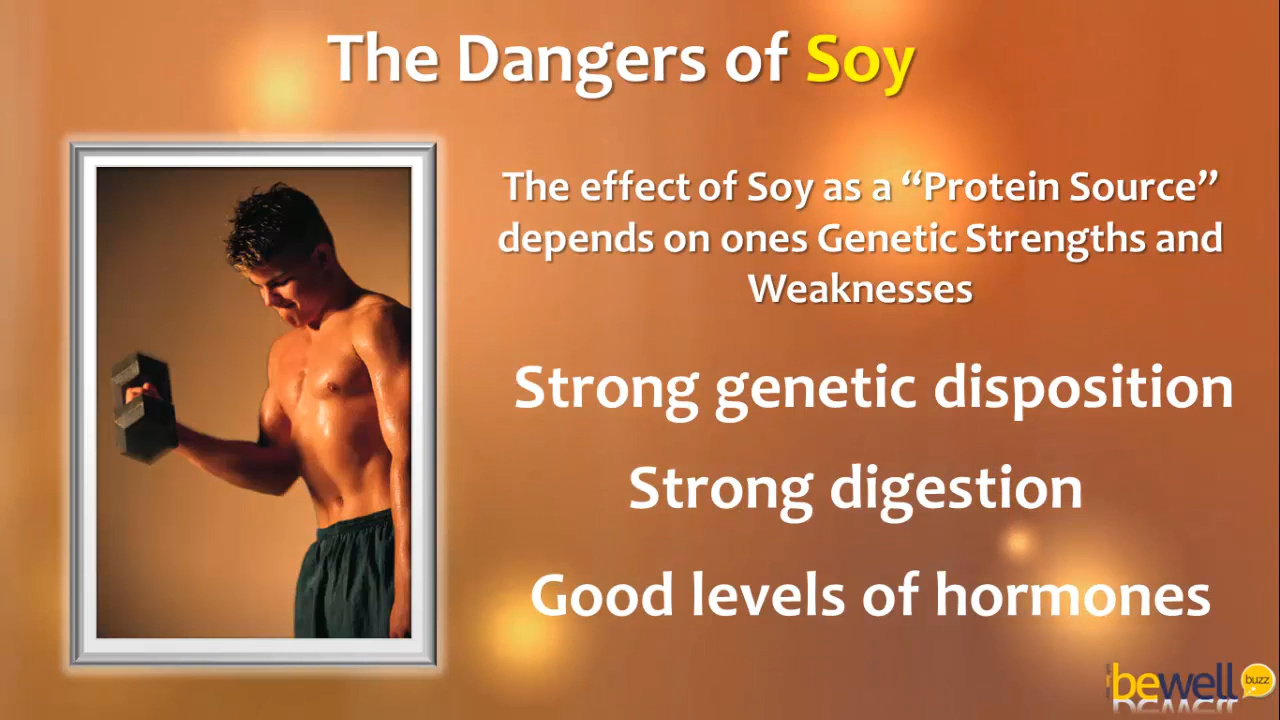 The Dangers of Soy
The effect of Soy as a “Protein Source”
depends on ones Genetic Strengths and
Weaknesses
Strong genetic disposition
Strong digestion
Good levels of hormones
bewell buzz